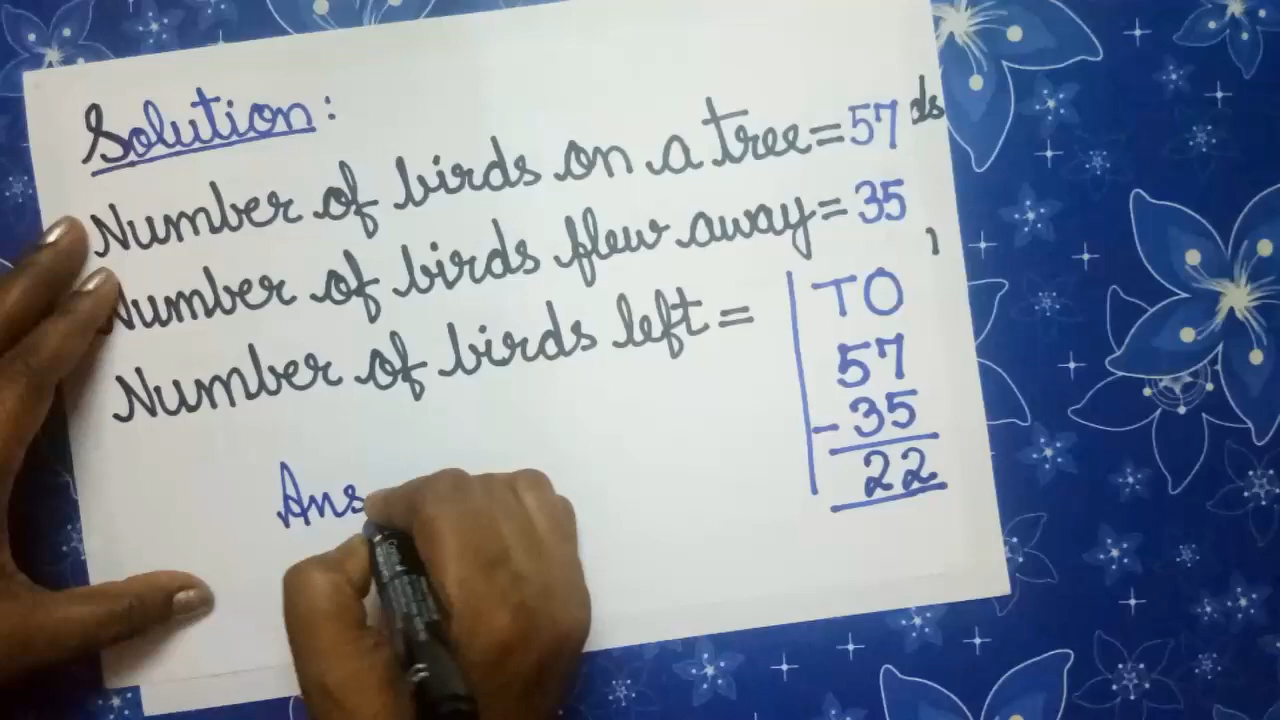 Solution:
Number of birds on a tree = 57
ds
Number of birds flew away = 35
Number of birds left =
TO
57
- 35
22
Ans